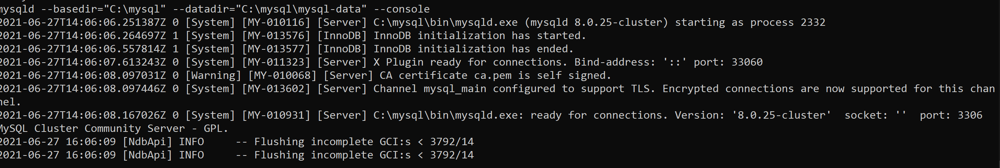 mysqld --basedir="C:\mysql" --datadir="C:\mysql\mysql-data" --console
2021-06-27T14:06:06.251387Z 0 [System] [MY-010116] [Server] C:\mysql\bin\mysqld.exe (mysqld 8.0.25-cluster) starting as process 2332
2021-06-27T14:06:06.264697Z 1 [System] [MY-013576] [InnoDB] InnoDB initialization has started.
2021-06-27T14:06:06.557814Z 1 [System] [MY-013577] [InnoDB] InnoDB initialization has ended.
2021-06-27T14:06:07.613243Z 0 [System] [MY-011323] [Server] X Plugin ready for connections. Bind-address: '::' port: 33060
2021-06-27T14:06:08.097031Z 0 [Warning] [MY-010068] [Server] CA certificate ca.pem is self signed.
2021-06-27T14:06:08.097446Z 0 [System] [MY-013602] [Server] Channel mysql_main configured to support TLS. Encrypted connections are now supported for this chan
nel.
2021-06-27T14:06:08.167026Z 0 [System] [MY-010931] [Server] C:\mysql\bin\mysqld.exe: ready for connections. Version: '8.0.25-cluster'  socket: ''  port: 3306
MySQL Cluster Community Server - GPL.
2021-06-27 16:06:09 [NdbApi] INFO     -- Flushing incomplete GCI:s < 3792/14
2021-06-27 16:06:09 [NdbApi] INFO     -- Flushing incomplete GCI:s < 3792/14